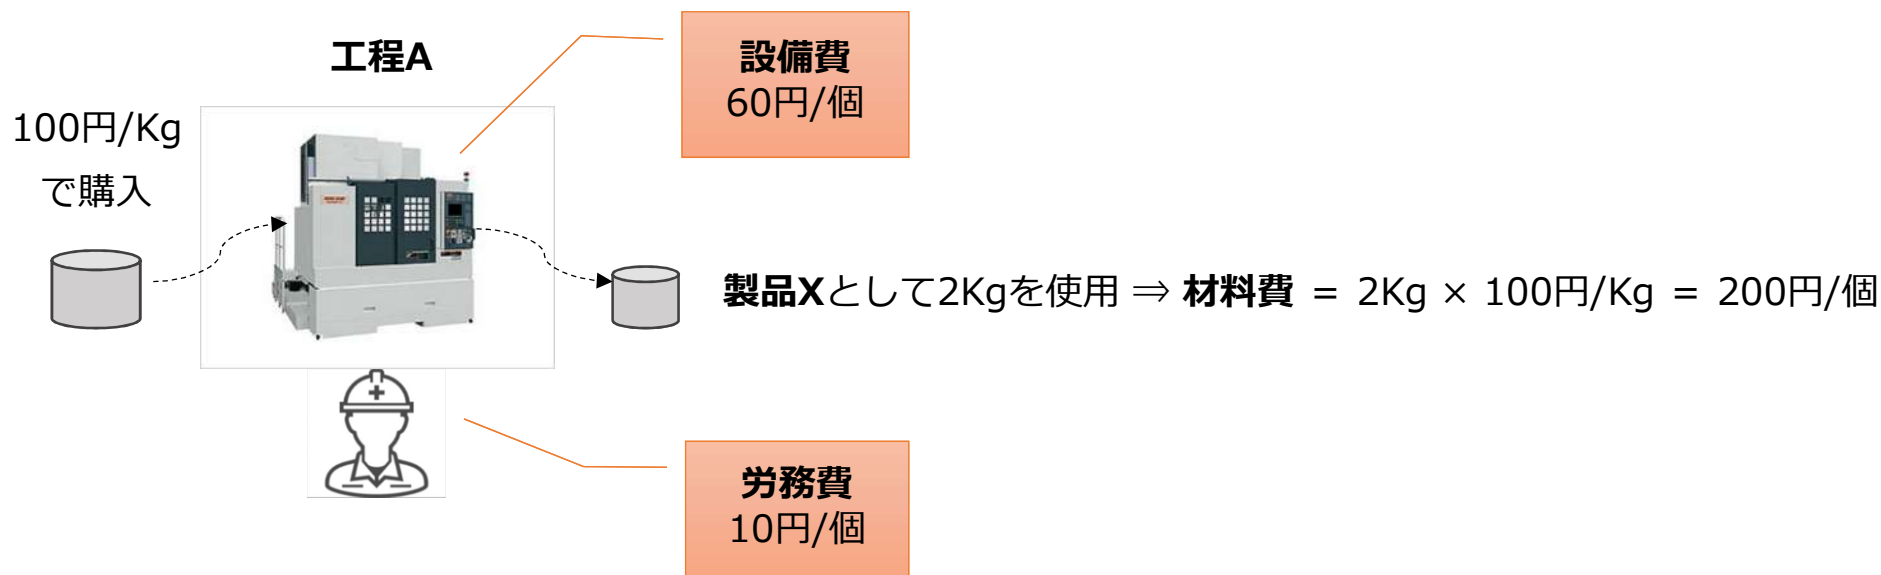 工程A
設備費
60円/個
100円/Kg
で購入
製品Xとして2Kgを使用 ⇒ 材料費 = 2Kg × 100円/Kg = 200円/個
労務費
10円/個